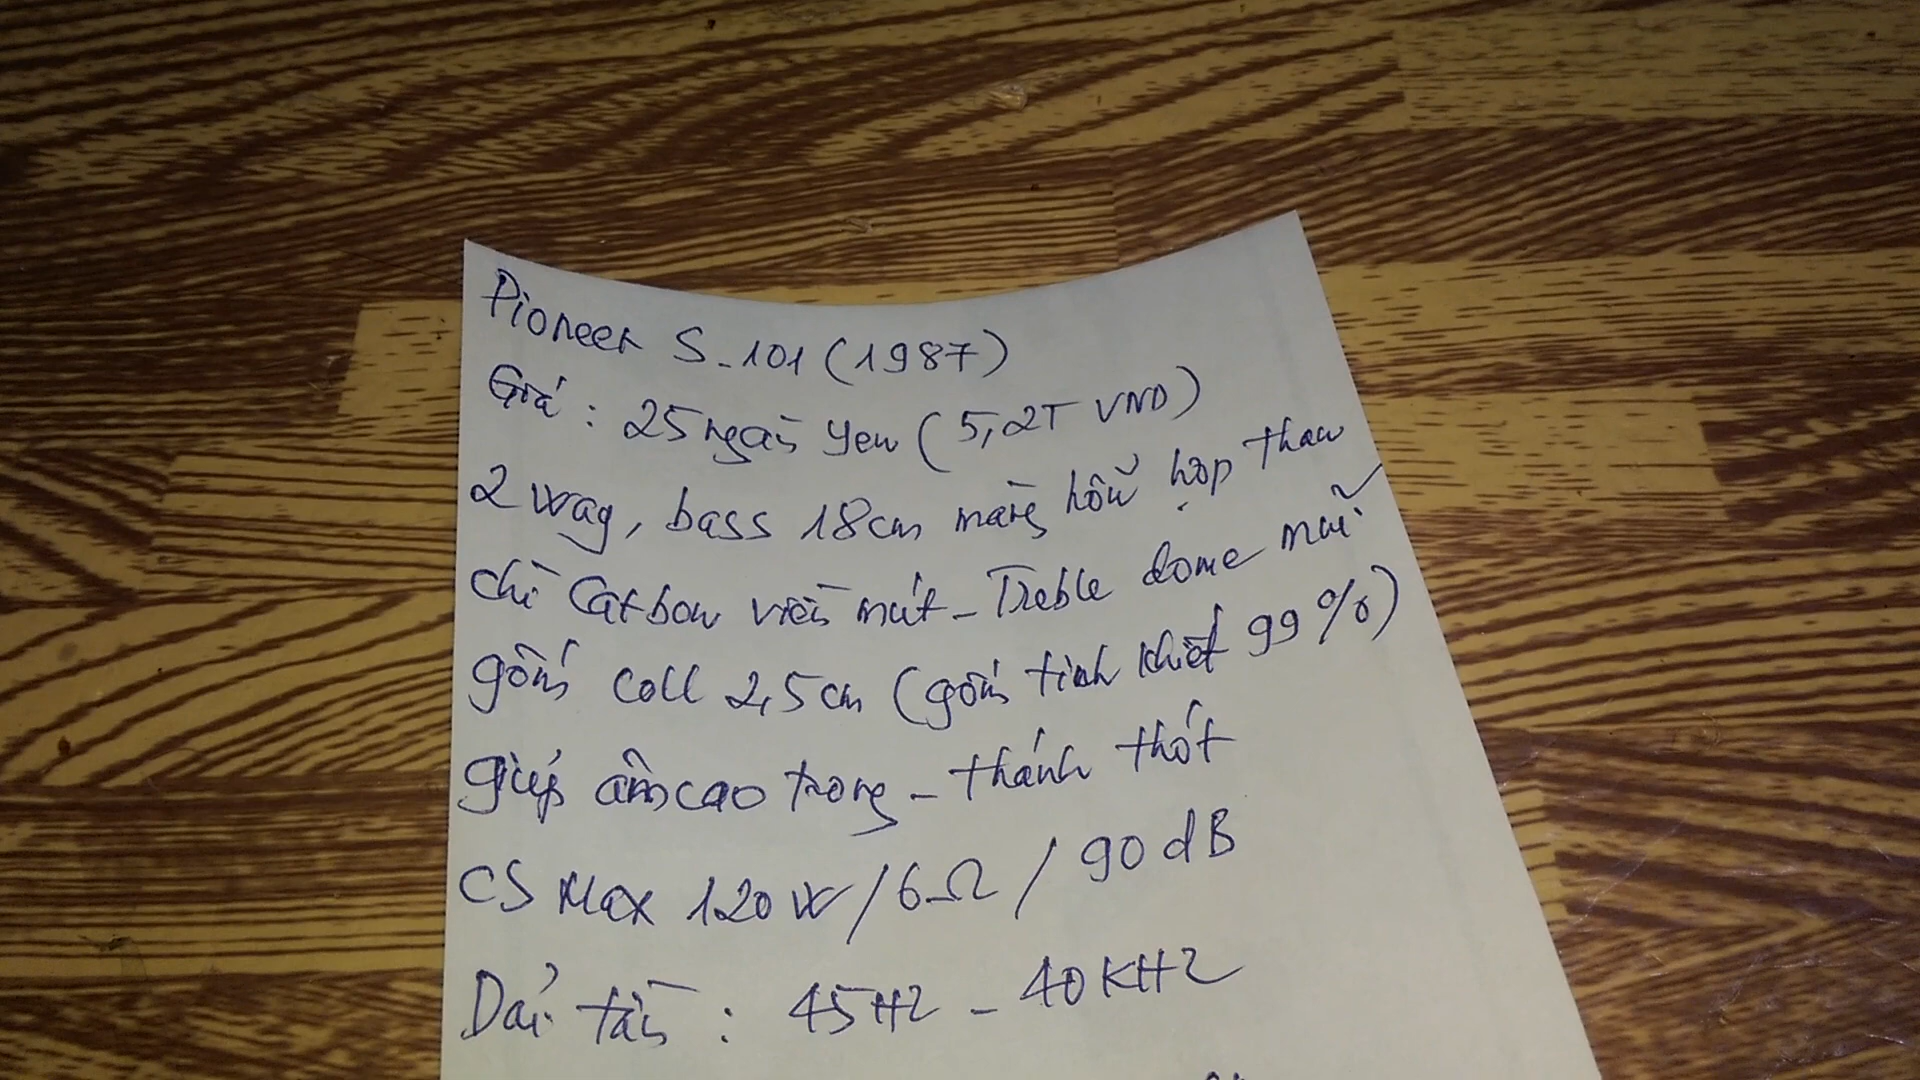 Pioneer S-101 (1987)
Giá : 25 ngàn yen ( 5,2T VND)
2 way, bass 18cm màng hỗn hợp than
chì Carbon viền mút - Treble dome mũi
gốm coll 2,5cm (gốm tinh khiết 99%)
giúp âm cao trong - thánh thót
CS Max 120W / 6Ω / 90dB
Dải tần : 45Hz - 40KHz